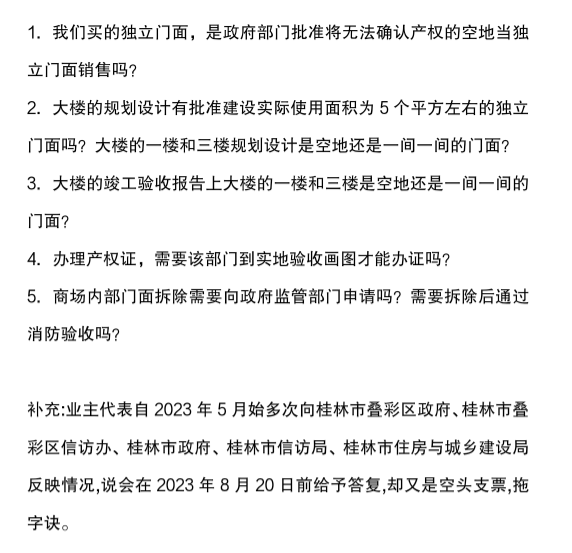 1. 我们买的独立门面，是政府部门批准将无法确认产权的空地当独
立门面销售吗?
2. 大楼的规划设计有批准建设实际使用面积为 5 个平方左右的独立
门面吗? 大楼的一楼和三楼规划设计是空地还是一间一间的门面?
3. 大楼的竣工验收报告上大楼的一楼和三楼是空地还是一间一间的
门面?
4. 办理产权证，需要该部门到实地验收画图才能办证吗?
5. 商场内部门面拆除需要向政府监管部门申请吗? 需要拆除后通过
消防验收吗?
补充:业主代表自 2023 年 5 月始多次向桂林市叠彩区政府、桂林市叠
彩区信访办、桂林市政府、桂林市信访局、桂林市住房与城乡建设局
反映情况,说会在 2023 年 8 月 20 日前给予答复,却又是空头支票,拖
字诀。